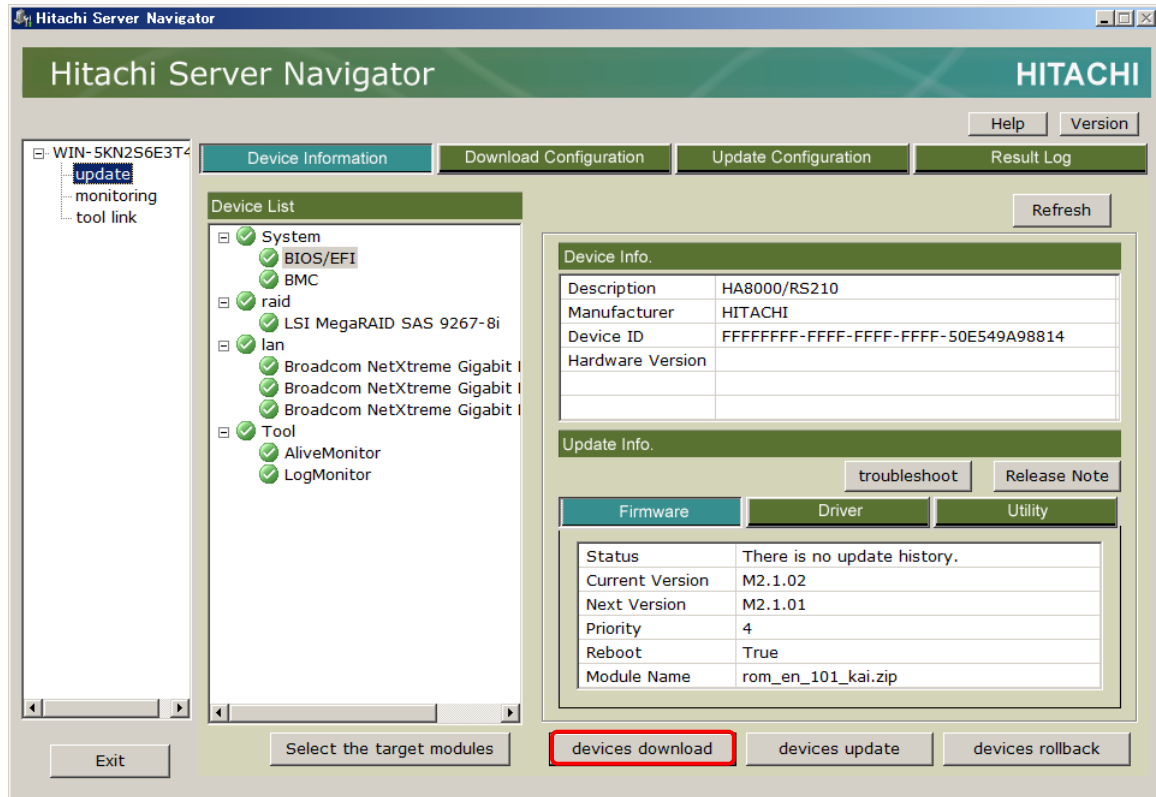 Hitachi Server Navigator
Hitachi Server Navigator
HITACHI
Help
Version
WIN-5KN2S6E3T4
update
monitoring
tool link
Device Information
Download Configuration
Update Configuration
Result Log
Device List
Refresh
System
BIOS/EFI
BMC
raid
LSI MegaRAID SAS 9267-8i
lan
Broadcom NetXtreme Gigabit
Broadcom NetXtreme Gigabit
Broadcom NetXtreme Gigabit
Tool
AliveMonitor
LogMonitor
Device Info.
Description HA8000/RS210
Manufacturer HITACHI
Device ID FFFFFFFF-FFFF-FFFF-FFFF-50E549A98814
Hardware Version
Update Info.
troubleshoot
Release Note
Firmware
Driver
Utility
Status There is no update history.
Current Version M2.1.02
Next Version M2.1.01
Priority 4
Reboot True
Module Name rom_en_101_kai.zip
Exit
Select the target modules
devices download
devices update
devices rollback